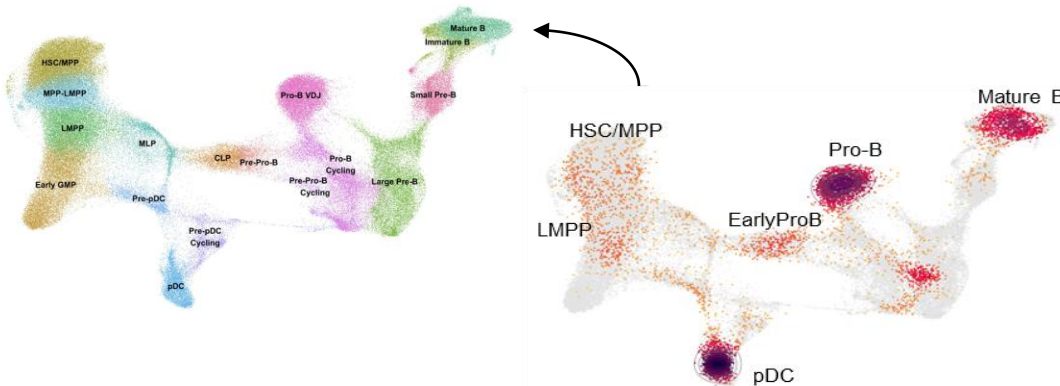 Mature B
Immature B
HSC/MPP
MPP-LMPP
Pro-B VDJ
Small Pre-B
LMPP
MLP
CLP
Pre-Pro-B
Pro-B
Cycling
Early GMP
Pre-pDC
Pre-Pro-B
Cycling
Large Pre-B
Pre-pDC
Cycling
pDC
Mature B
HSC/MPP
Pro-B
LMPP
EarlyProB
pDC